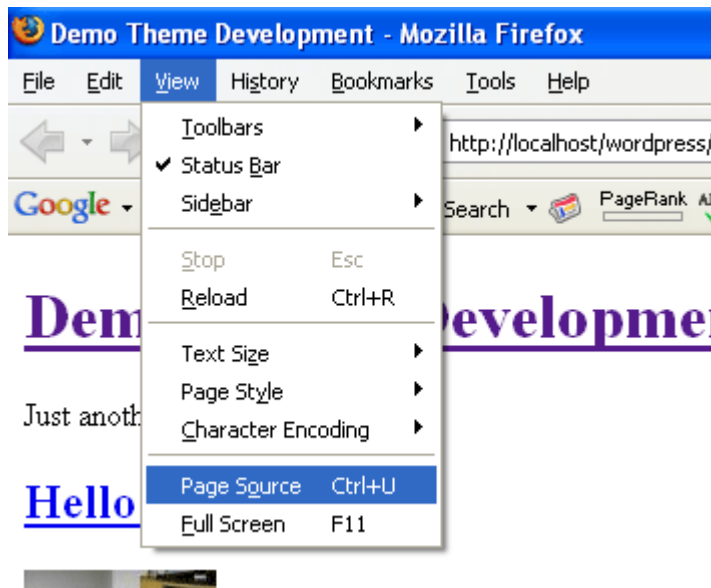 Demo Theme Development - Mozilla Firefox
File Edit View History Bookmarks Tools Help
Toolbars
http://localhost/wordpress/
Status Bar
Google
Sidebar
Search
PageRank
Stop Esc
Reload Ctrl+R
Dem
evelopme
Text Size
Page Style
Just anoth
Character Encoding
Page Source Ctrl+U
Hello
Full Screen F11